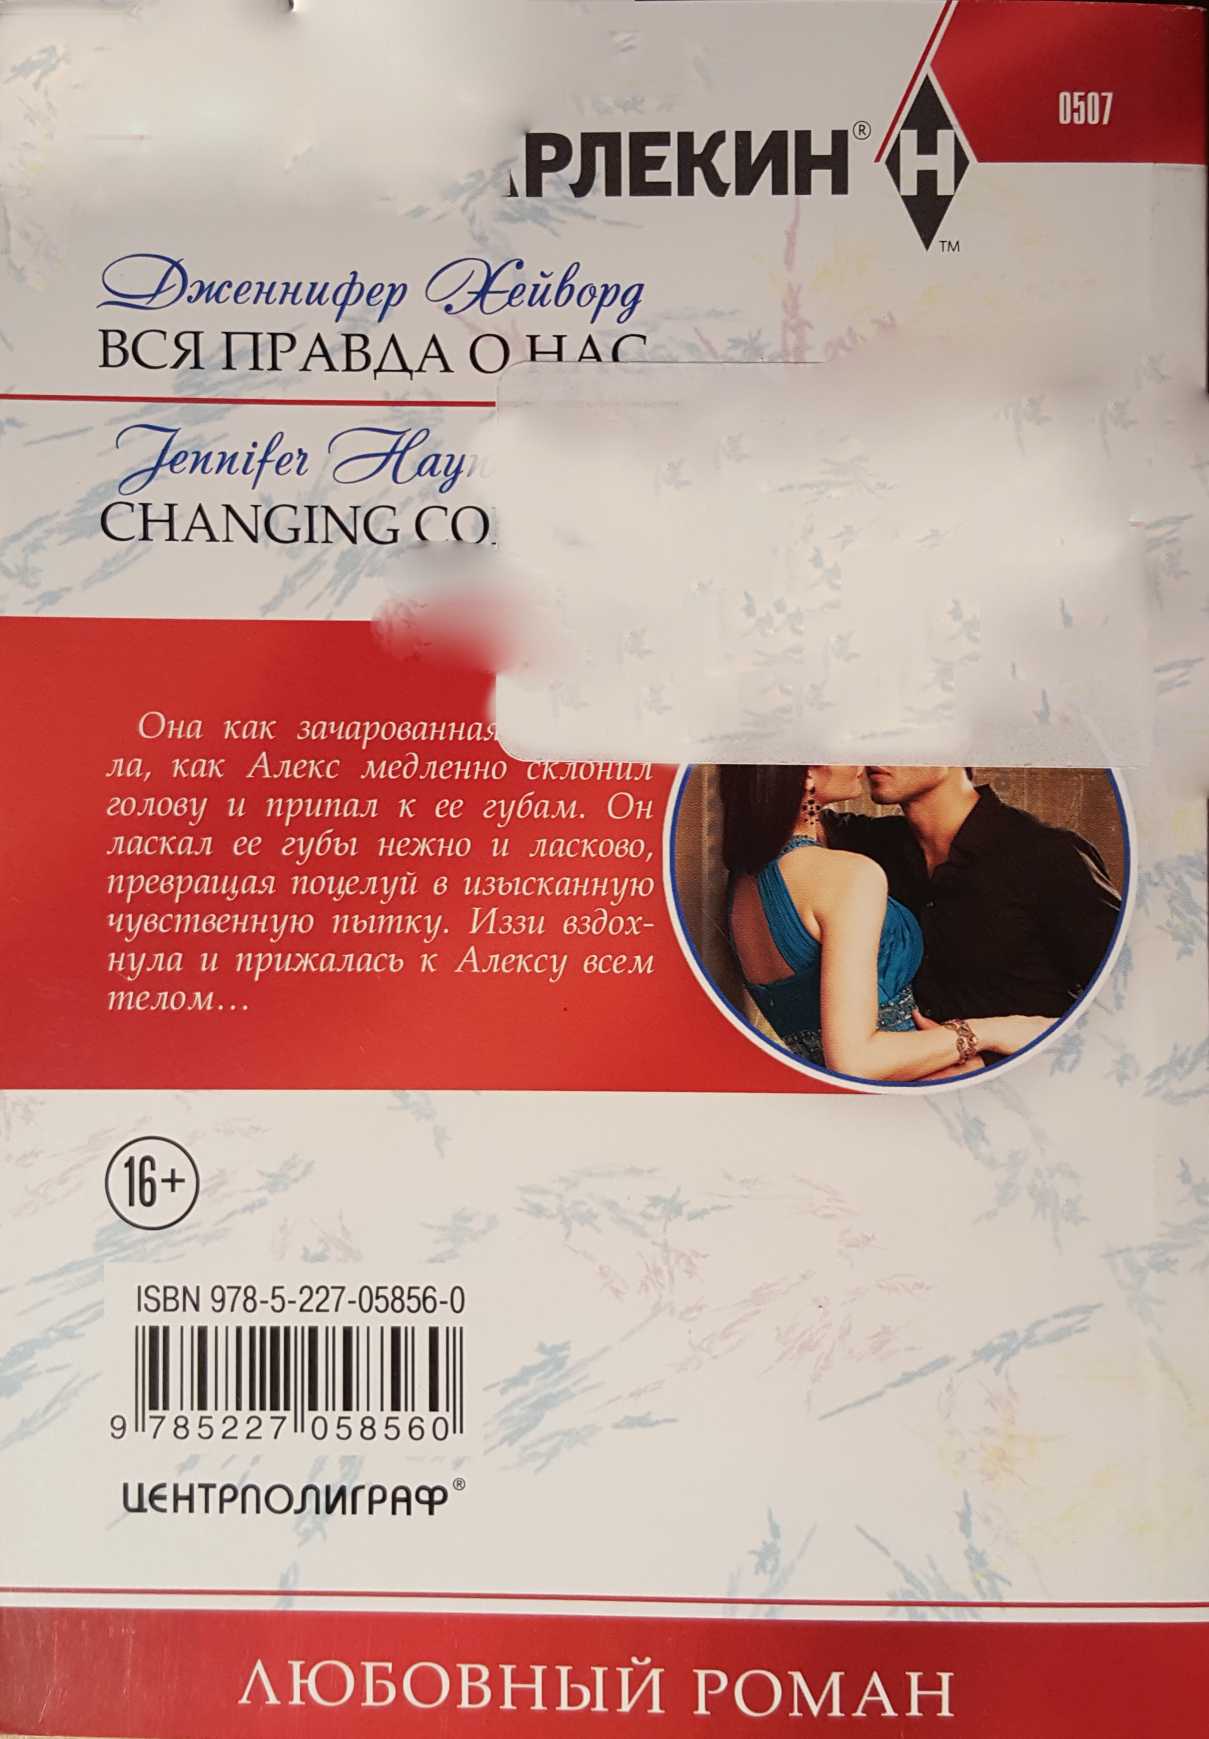 0507
РЛЕКИН®
H
™
Дженнифер Хейворд
ВСЯ ПРАВДА О НАС
Jennifer
CHANGING
Она как зачарованная
ла, как Алекс медленно склонил
голову и припал к ее губам. Он
ласкал ее губы нежно и ласково,
превращая поцелуй в изысканную
чувственную пытку. Иззи вздох-
нула и прижалась к Алексу всем
телом...
16+
ISBN 978-5-227-05856-0
9 785227 058560
ЦЕНТРПОЛИГРАФ®
ЛЮБОВНЫЙ РОМАН